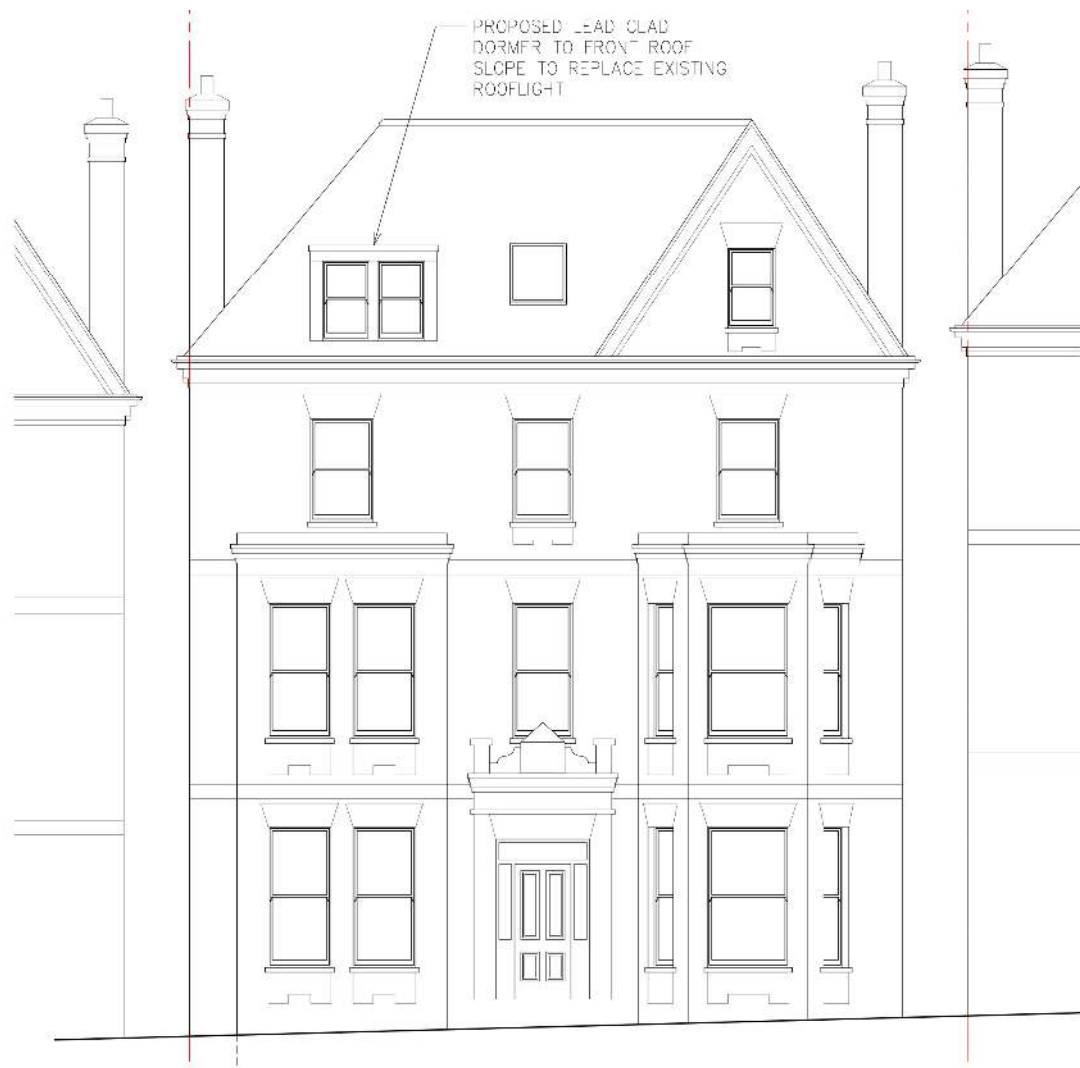 PROPOSED LEAD CLAD
DORMER TO FRONT ROOF
SLOPE TO REPLACE EXISTING
ROOFLIGHT